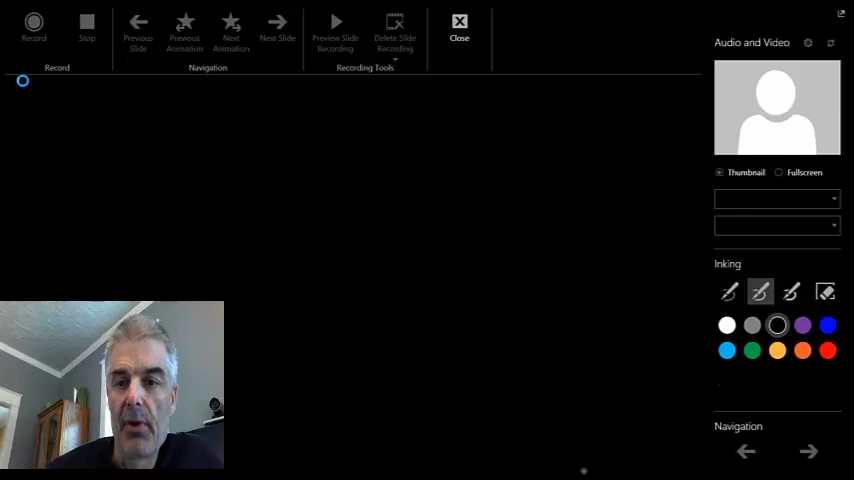 Record
Stop
Previous
Slide
Previous
Animation
Next
Animation
Next Slide
Preview Slide
Recording
Delete Slide
Recording
Close
Record
Navigation
Recording Tools
Audio and Video
Thumbnail
Fullscreen
Inking
Navigation